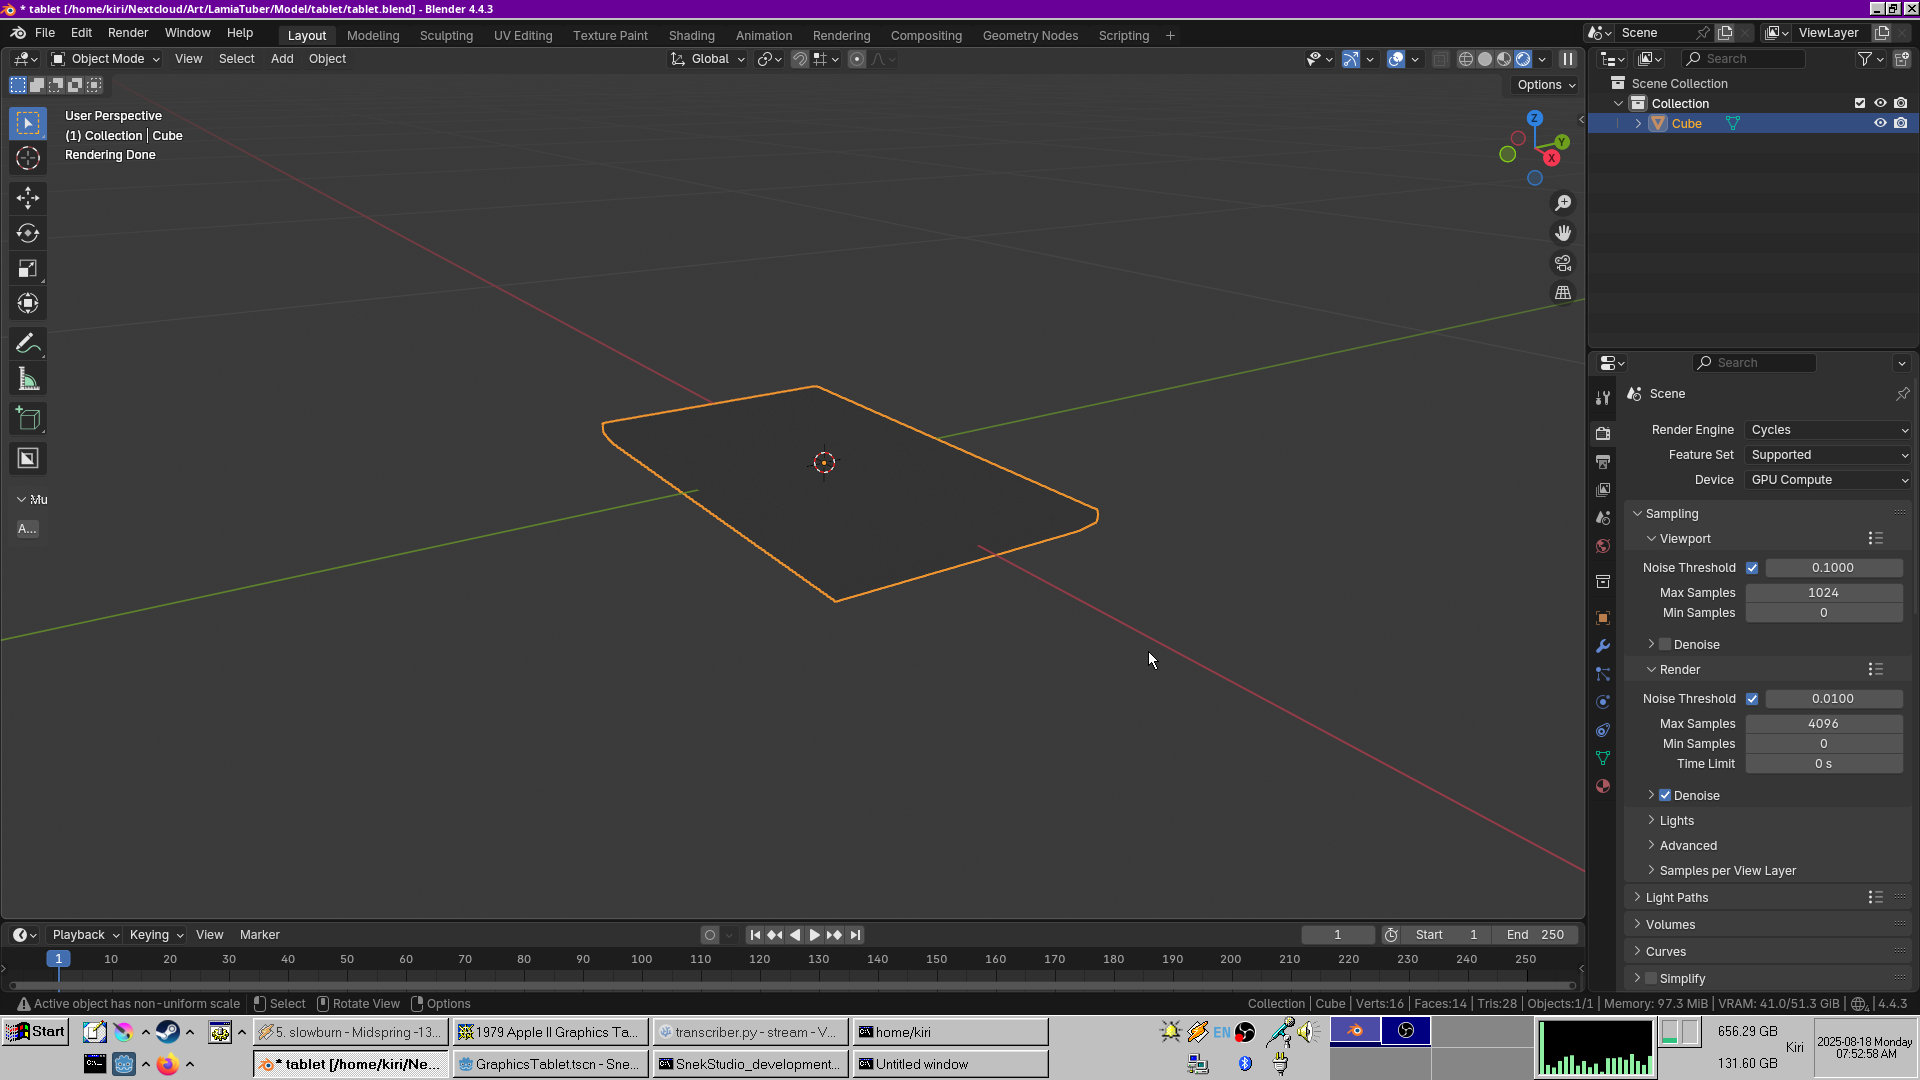 * tablet [/home/kiri/Nextcloud/Art/LamiaTuber/Model/tablet/tablet.blend] - Blender 4.4.3
File Edit Render Window Help
Layout Modeling Sculpting UV Editing Texture Paint Shading Animation Rendering Compositing Geometry Nodes Scripting +
Scene
ViewLayer
Object Mode View Select Add Object
Global
Search
Options
User Perspective
(1) Collection | Cube
Rendering Done
Z
Y
X
Mu
A...
Scene Collection
Collection
Cube
Search
Scene
Render Engine Cycles
Feature Set Supported
Device GPU Compute
Sampling
Viewport
Noise Threshold 0.1000
Max Samples 1024
Min Samples 0
Denoise
Render
Noise Threshold 0.0100
Max Samples 4096
Min Samples 0
Time Limit 0 s
Denoise
Lights
Advanced
Samples per View Layer
Light Paths
Volumes
Curves
Simplify
Playback Keying View Marker
1 Start 1 End 250
1 10 20 30 40 50 60 70 80 90 100 110 120 130 140 150 160 170 180 190 200 210 220 230 240 250
Active object has non-uniform scale Select Rotate View Options
Collection | Cube | Verts:16 | Faces:14 | Tris:28 | Objects:1/1 | Memory: 97.3 MiB | VRAM: 41.0/51.3 GiB | 4.4.3
Start
5. slowburn - Midspring -13...
1979 Apple II Graphics Ta...
transcriber.py - stream - V...
home/kiri
* tablet [/home/kiri/Ne...
GraphicsTablet.tscn - Sne...
SnekStudio_development...
Untitled window
EN
656.29 GB
131.60 GB
Kiri
2025-08-18 Monday
07:52:58 AM